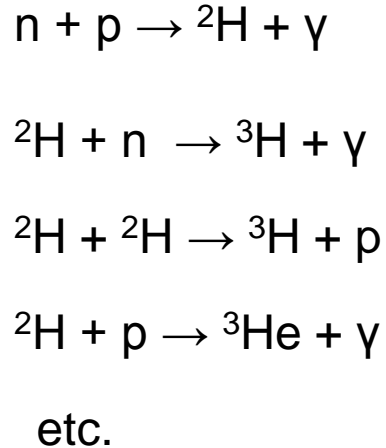 n + p → ²H + γ
²H + n → ³H + γ
²H + ²H → ³H + p
²H + p → ³He + γ
etc.